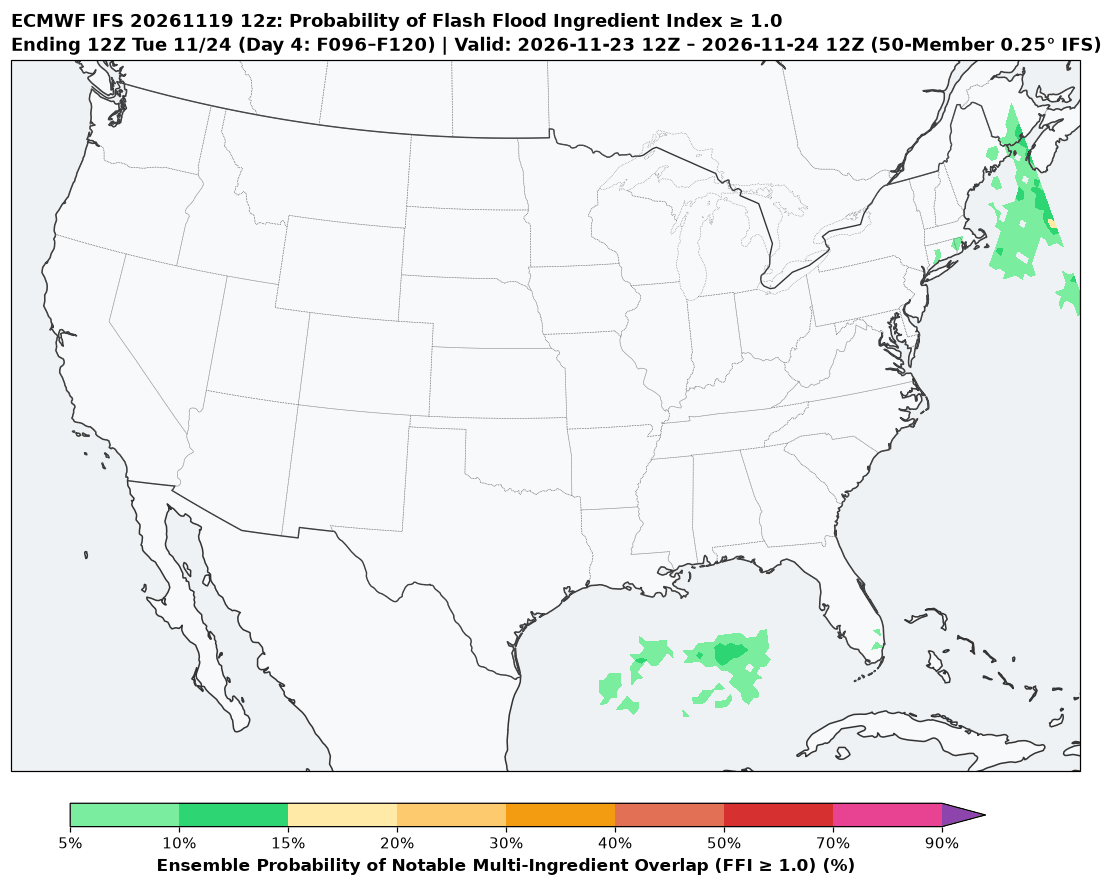 ECMWF IFS 20261119 12z: Probability of Flash Flood Ingredient Index ≥ 1.0
Ending 12Z Tue 11/24 (Day 4: F096–F120) | Valid: 2026-11-23 12Z – 2026-11-24 12Z (50-Member 0.25° IFS)
5% 10% 15% 20% 30% 40% 50% 70% 90%
Ensemble Probability of Notable Multi-Ingredient Overlap (FFI ≥ 1.0) (%)